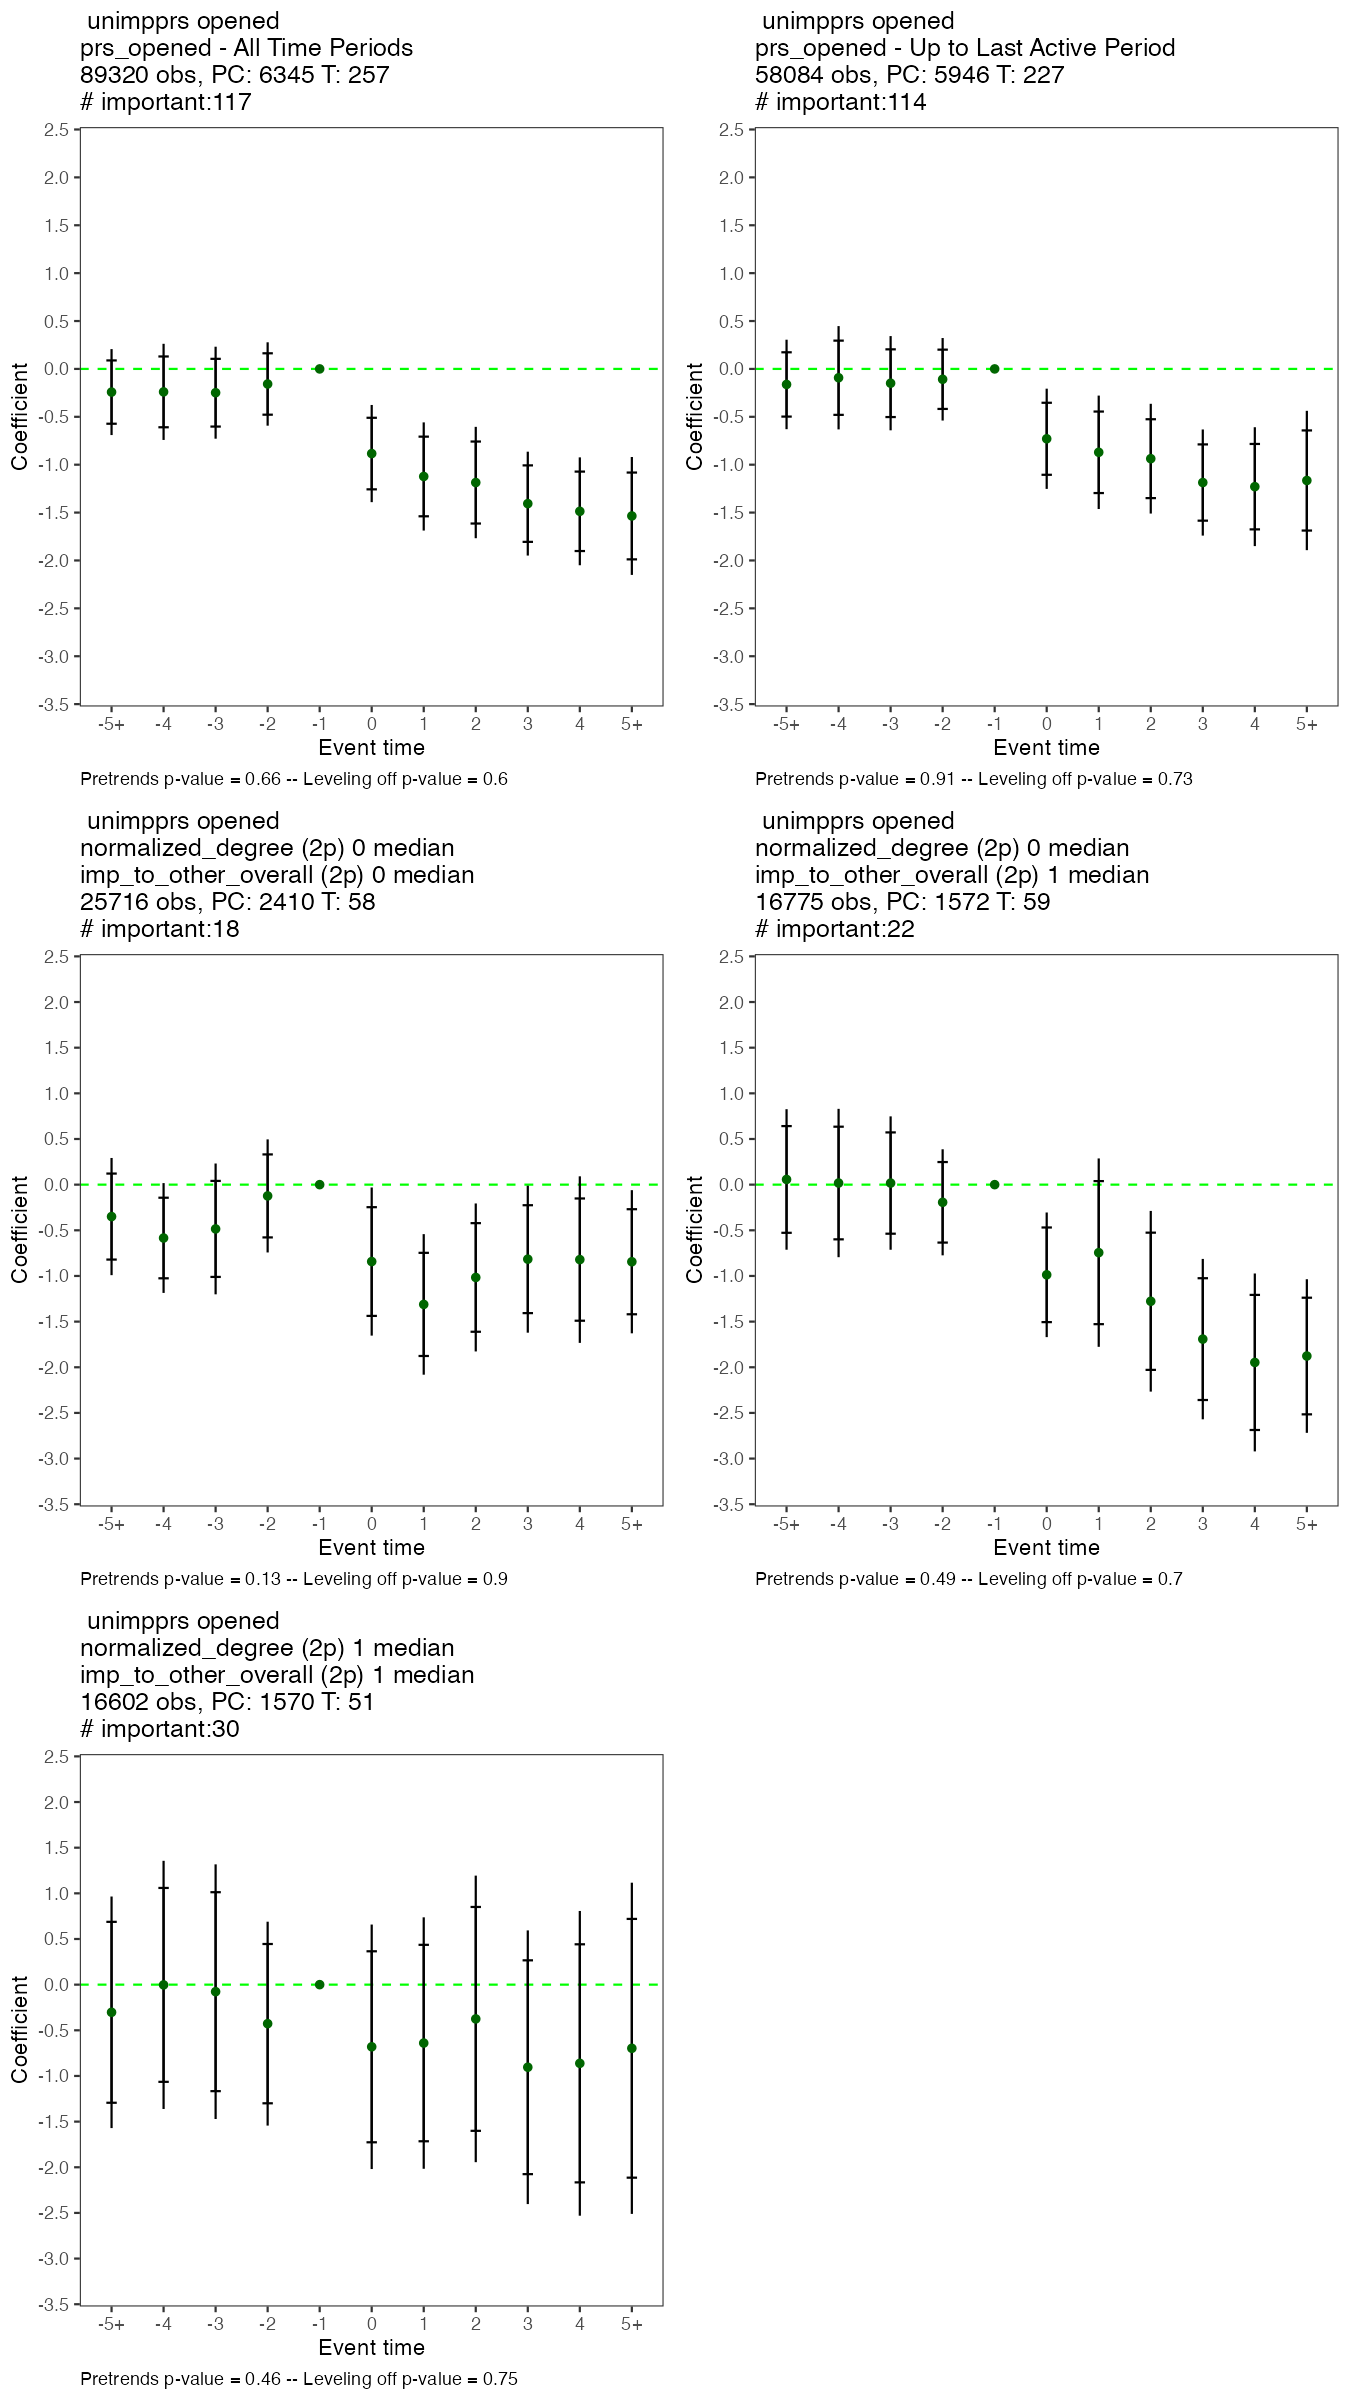 unimpprs opened
prs_opened - All Time Periods
89320 obs, PC: 6345 T: 257
# important:117
2.5
2.0
1.5
1.0
0.5
0.0
-0.5
-1.0
-1.5
-2.0
-2.5
-3.0
-3.5
Coefficient
-5+ -4 -3 -2 -1 0 1 2 3 4 5+
Event time
Pretrends p-value = 0.66 -- Leveling off p-value = 0.6
unimpprs opened
prs_opened - Up to Last Active Period
58084 obs, PC: 5946 T: 227
# important:114
2.5
2.0
1.5
1.0
0.5
0.0
-0.5
-1.0
-1.5
-2.0
-2.5
-3.0
-3.5
Coefficient
-5+ -4 -3 -2 -1 0 1 2 3 4 5+
Event time
Pretrends p-value = 0.91 -- Leveling off p-value = 0.73
unimpprs opened
normalized_degree (2p) 0 median
imp_to_other_overall (2p) 0 median
25716 obs, PC: 2410 T: 58
# important:18
2.5
2.0
1.5
1.0
0.5
0.0
-0.5
-1.0
-1.5
-2.0
-2.5
-3.0
-3.5
Coefficient
-5+ -4 -3 -2 -1 0 1 2 3 4 5+
Event time
Pretrends p-value = 0.13 -- Leveling off p-value = 0.9
unimpprs opened
normalized_degree (2p) 0 median
imp_to_other_overall (2p) 1 median
16775 obs, PC: 1572 T: 59
# important:22
2.5
2.0
1.5
1.0
0.5
0.0
-0.5
-1.0
-1.5
-2.0
-2.5
-3.0
-3.5
Coefficient
-5+ -4 -3 -2 -1 0 1 2 3 4 5+
Event time
Pretrends p-value = 0.49 -- Leveling off p-value = 0.7
unimpprs opened
normalized_degree (2p) 1 median
imp_to_other_overall (2p) 1 median
16602 obs, PC: 1570 T: 51
# important:30
2.5
2.0
1.5
1.0
0.5
0.0
-0.5
-1.0
-1.5
-2.0
-2.5
-3.0
-3.5
Coefficient
-5+ -4 -3 -2 -1 0 1 2 3 4 5+
Event time
Pretrends p-value = 0.46 -- Leveling off p-value = 0.75